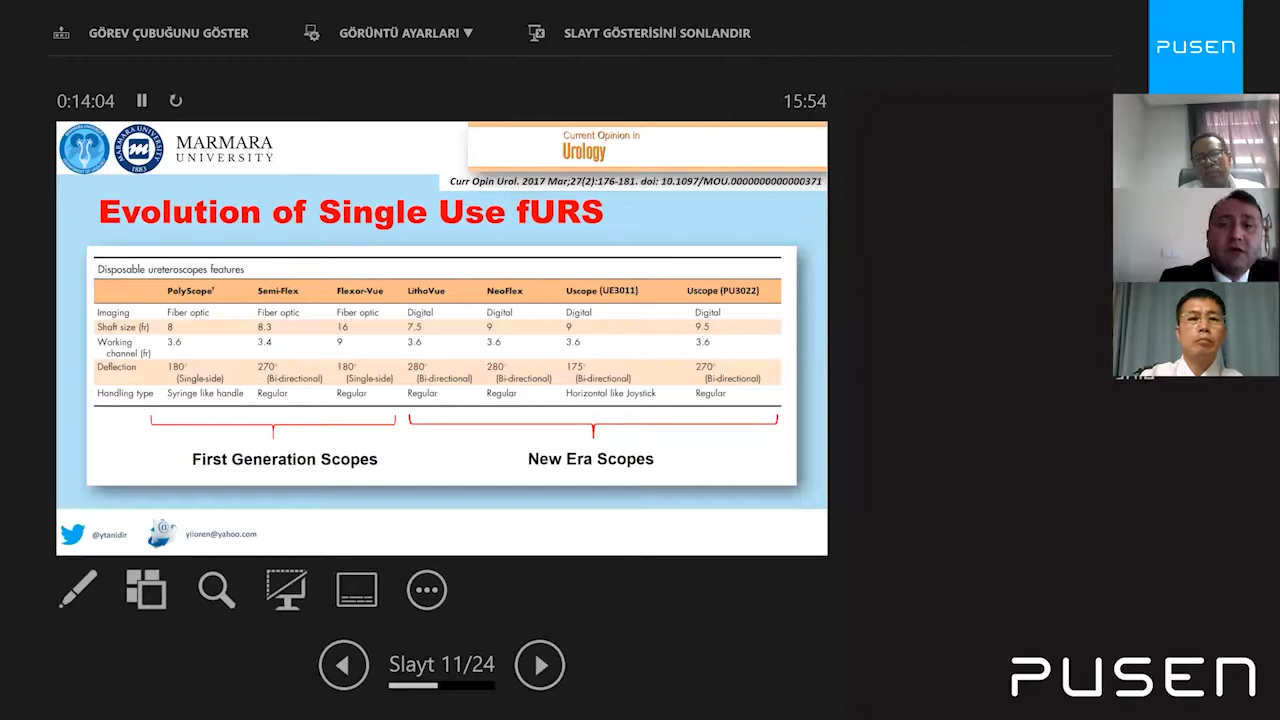 GÖREV ÇUBUĞUNU GÖSTER
GÖRÜNTÜ AYARLARI ▼
SLAYT GÖSTERİSİNİ SONLANDIR
PUSEN
0:14:04
15:54
MARMARA UNIVERSITY
1883
MARMARA
UNIVERSITY
Current Opinion in
Urology
Curr Opin Urol. 2017 Mar;27(2):176-181. doi: 10.1097/MOU.0000000000000371
Evolution of Single Use fURS
Disposable ureteroscopes features
PolyScope† Semi-Flex Flexor-Vue LithoVue NeoFlex Uscope (UE3011) Uscope (PU3022)
Imaging Fiber optic Fiber optic Fiber optic Digital Digital Digital Digital
Shaft size (fr) 8 8.3 16 7.5 9 9 9.5
Working 3.6 3.4 9 3.6 3.6 3.6 3.6
channel (fr)
Deflection 180° 270° 180° 280° 280° 175° 270°
(Single-side) (Bi-directional) (Single-side) (Bi-directional) (Bi-directional) (Bi-directional) (Bi-directional)
Handling type Syringe like handle Regular Regular Regular Regular Horizontal like Joystick Regular
First Generation Scopes
New Era Scopes
@ytanidir
yiloren@yahoo.com
Slayt 11/24
PUSEN